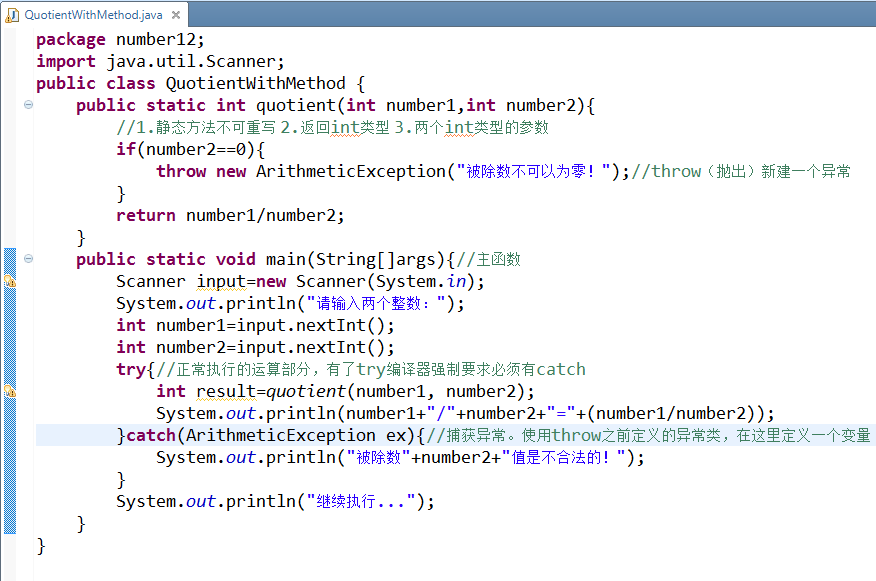 QuotientWithMethod.java
package number12;
import java.util.Scanner;
public class QuotientWithMethod {
    public static int quotient(int number1,int number2){
        //1.静态方法不可重写 2.返回int类型 3.两个int类型的参数
        if(number2==0){
            throw new ArithmeticException("被除数不可以为零！");//throw（抛出）新建一个异常
        }
        return number1/number2;
    }
    public static void main(String[]args){//主函数
        Scanner input=new Scanner(System.in);
        System.out.println("请输入两个整数：");
        int number1=input.nextInt();
        int number2=input.nextInt();
        try{//正常执行的运算部分，有了try编译器强制要求必须有catch
            int result=quotient(number1, number2);
            System.out.println(number1+"/"+number2+"="+(number1/number2));
        }catch(ArithmeticException ex){//捕获异常。使用throw之前定义的异常类，在这里定义一个变量
            System.out.println("被除数"+number2+"值是不合法的！");
        }
        System.out.println("继续执行...");
    }
}